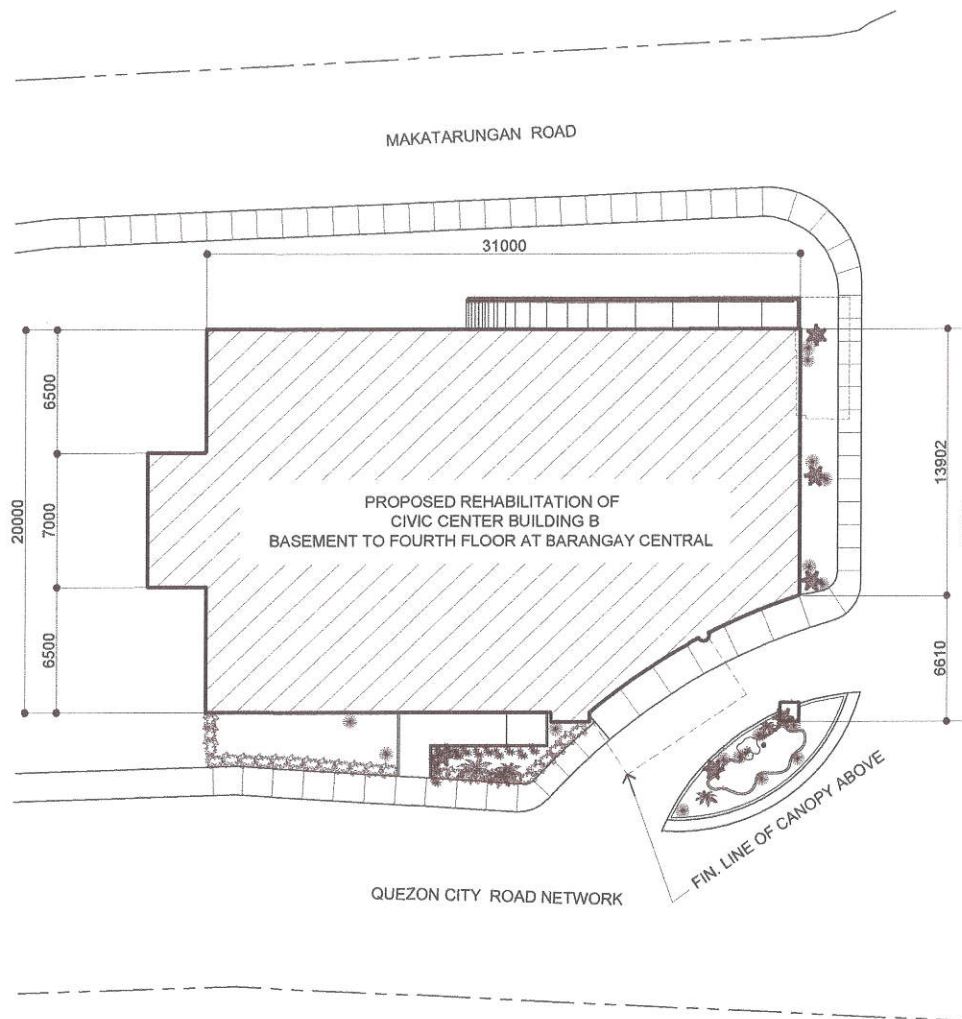 MAKATARUNGAN ROAD
31000
6500
20000
7000
6500
13902
6610
PROPOSED REHABILITATION OF
CIVIC CENTER BUILDING B
BASEMENT TO FOURTH FLOOR AT BARANGAY CENTRAL
FIN. LINE OF CANOPY ABOVE
QUEZON CITY ROAD NETWORK